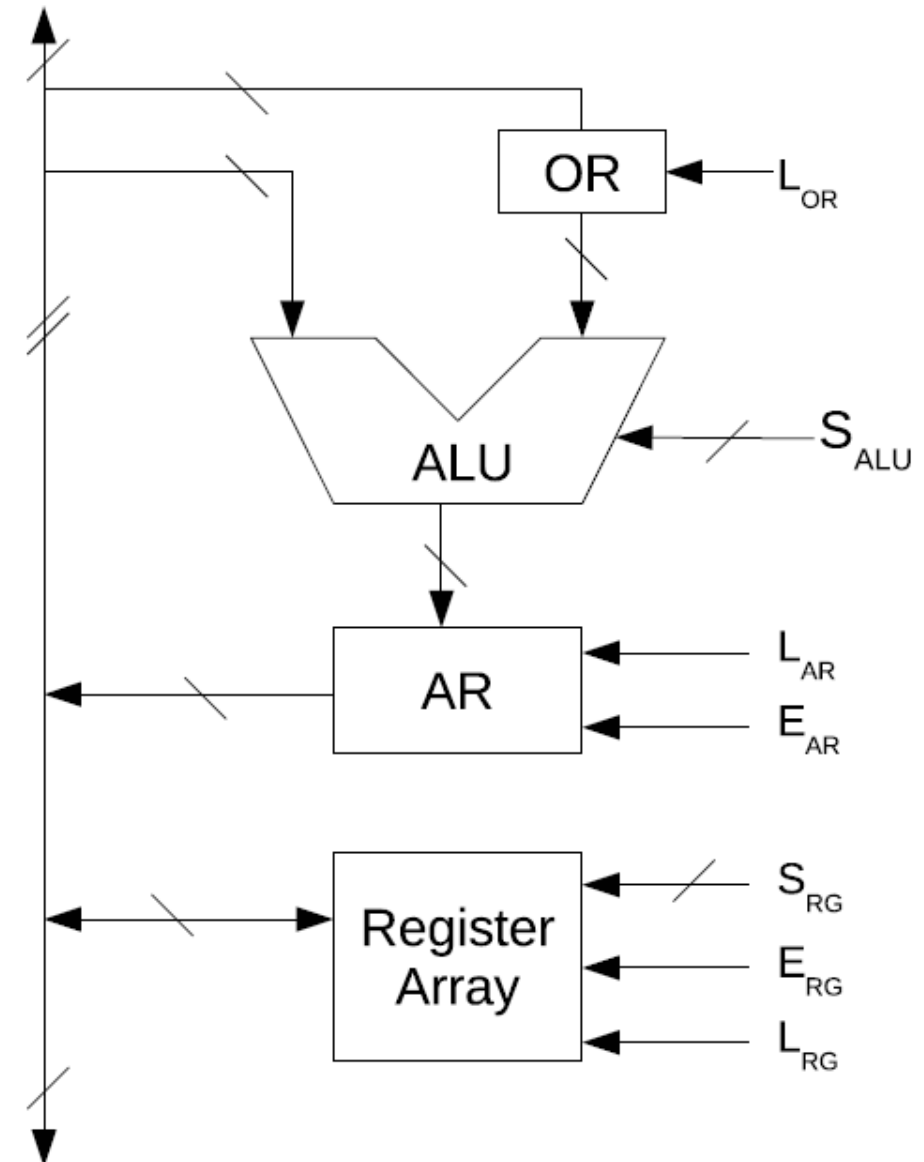 OR
L_OR
ALU
S_ALU
AR
L_AR
E_AR
Register
Array
S_RG
E_RG
L_RG